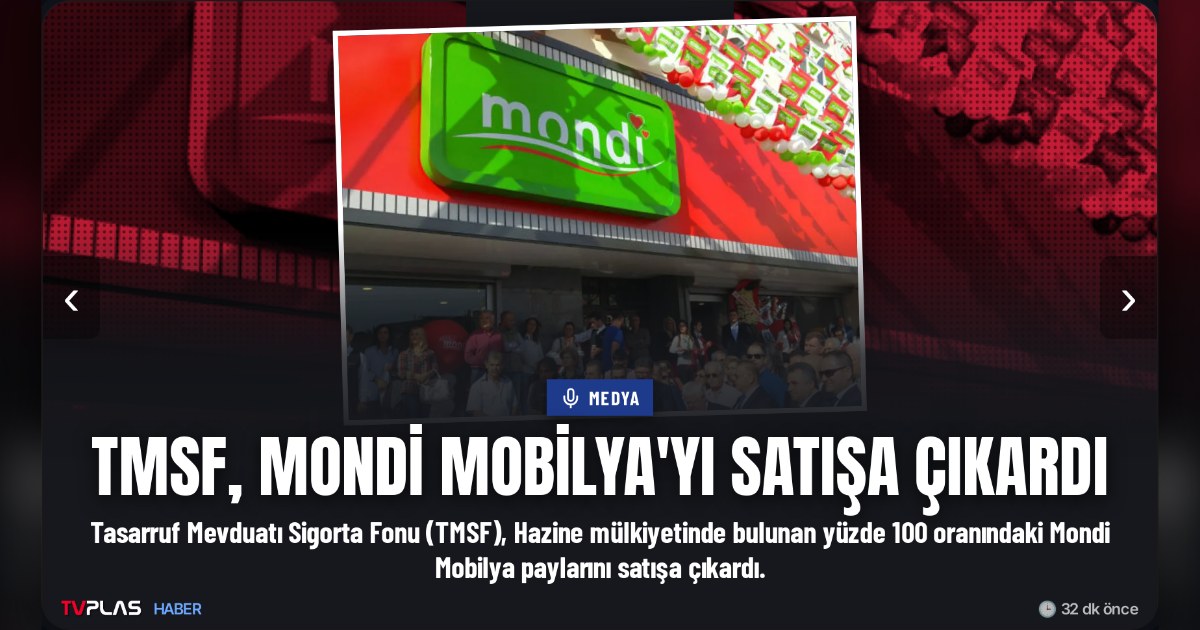 mondi
MEDYA
TMSF, MONDİ MOBİLYA'YI SATIŞA ÇIKARDI
Tasarruf Mevduatı Sigorta Fonu (TMSF), Hazine mülkiyetinde bulunan yüzde 100 oranındaki Mondi
Mobilya paylarını satışa çıkardı.
TVPLAS HABER
32 dk önce